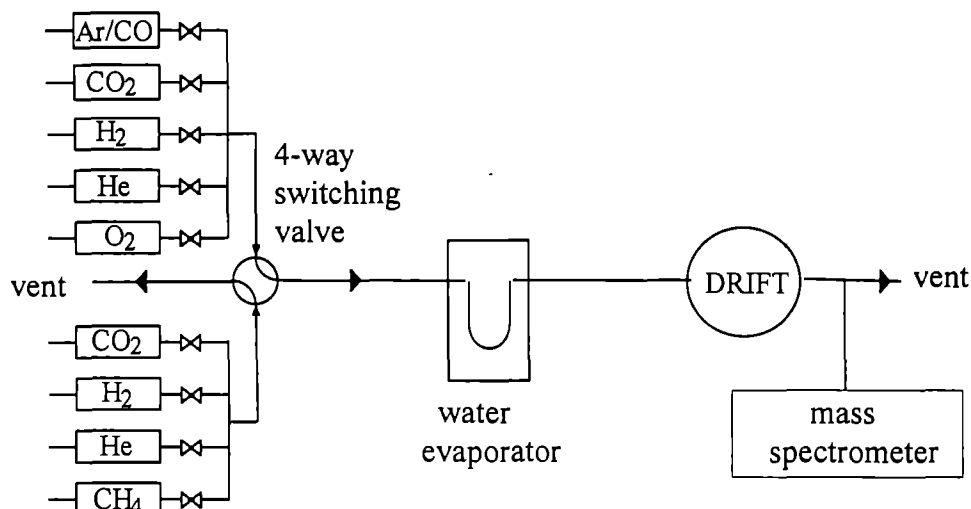 Ar/CO
CO2
H2
He
O2
4-way
switching
valve
vent
DRIFT
vent
CO2
H2
He
CH4
water
evaporator
mass
spectrometer